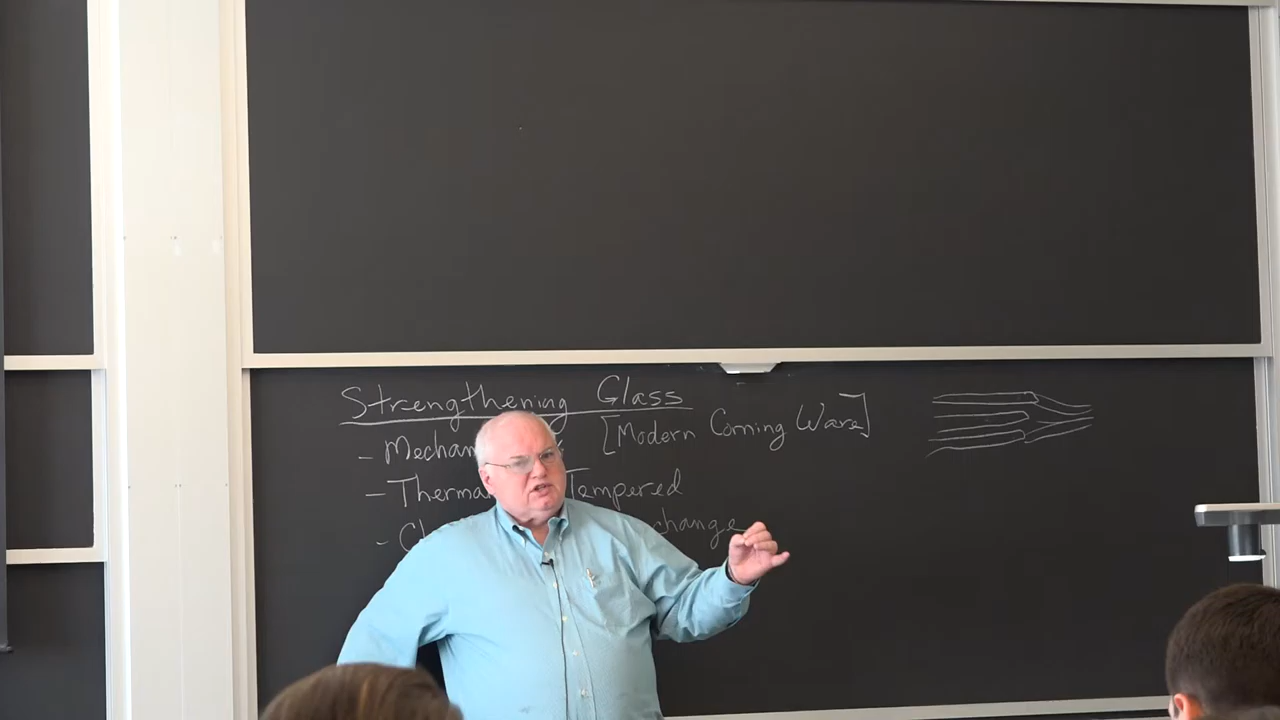 Strengthening Glass
- Mechan [Modern Corning Ware]
- Therma Tempered
- C change